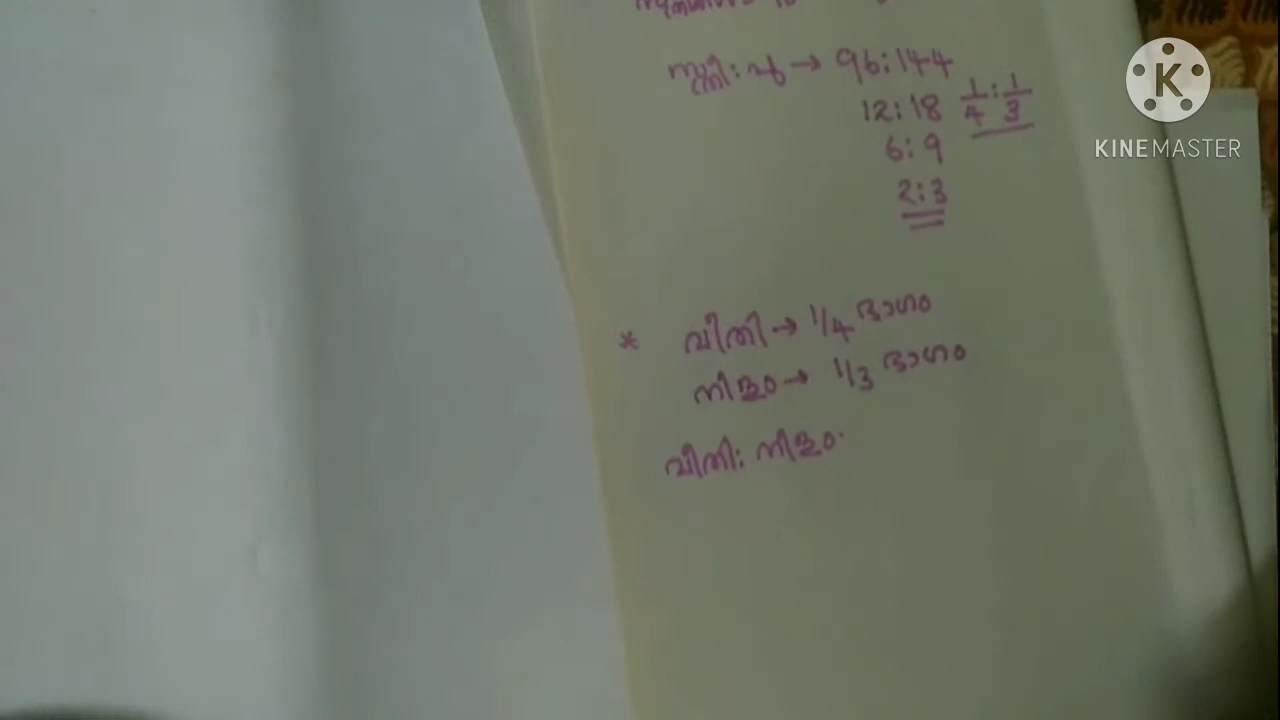 സ്ത്രീ : പു → 96:144
12:18 1/4 : 1/3
6:9
2:3
* വീതി → 1/4 ഭാഗം
നീളം → 1/3 ഭാഗം
വീതി: നീളം
K
KINEMASTER